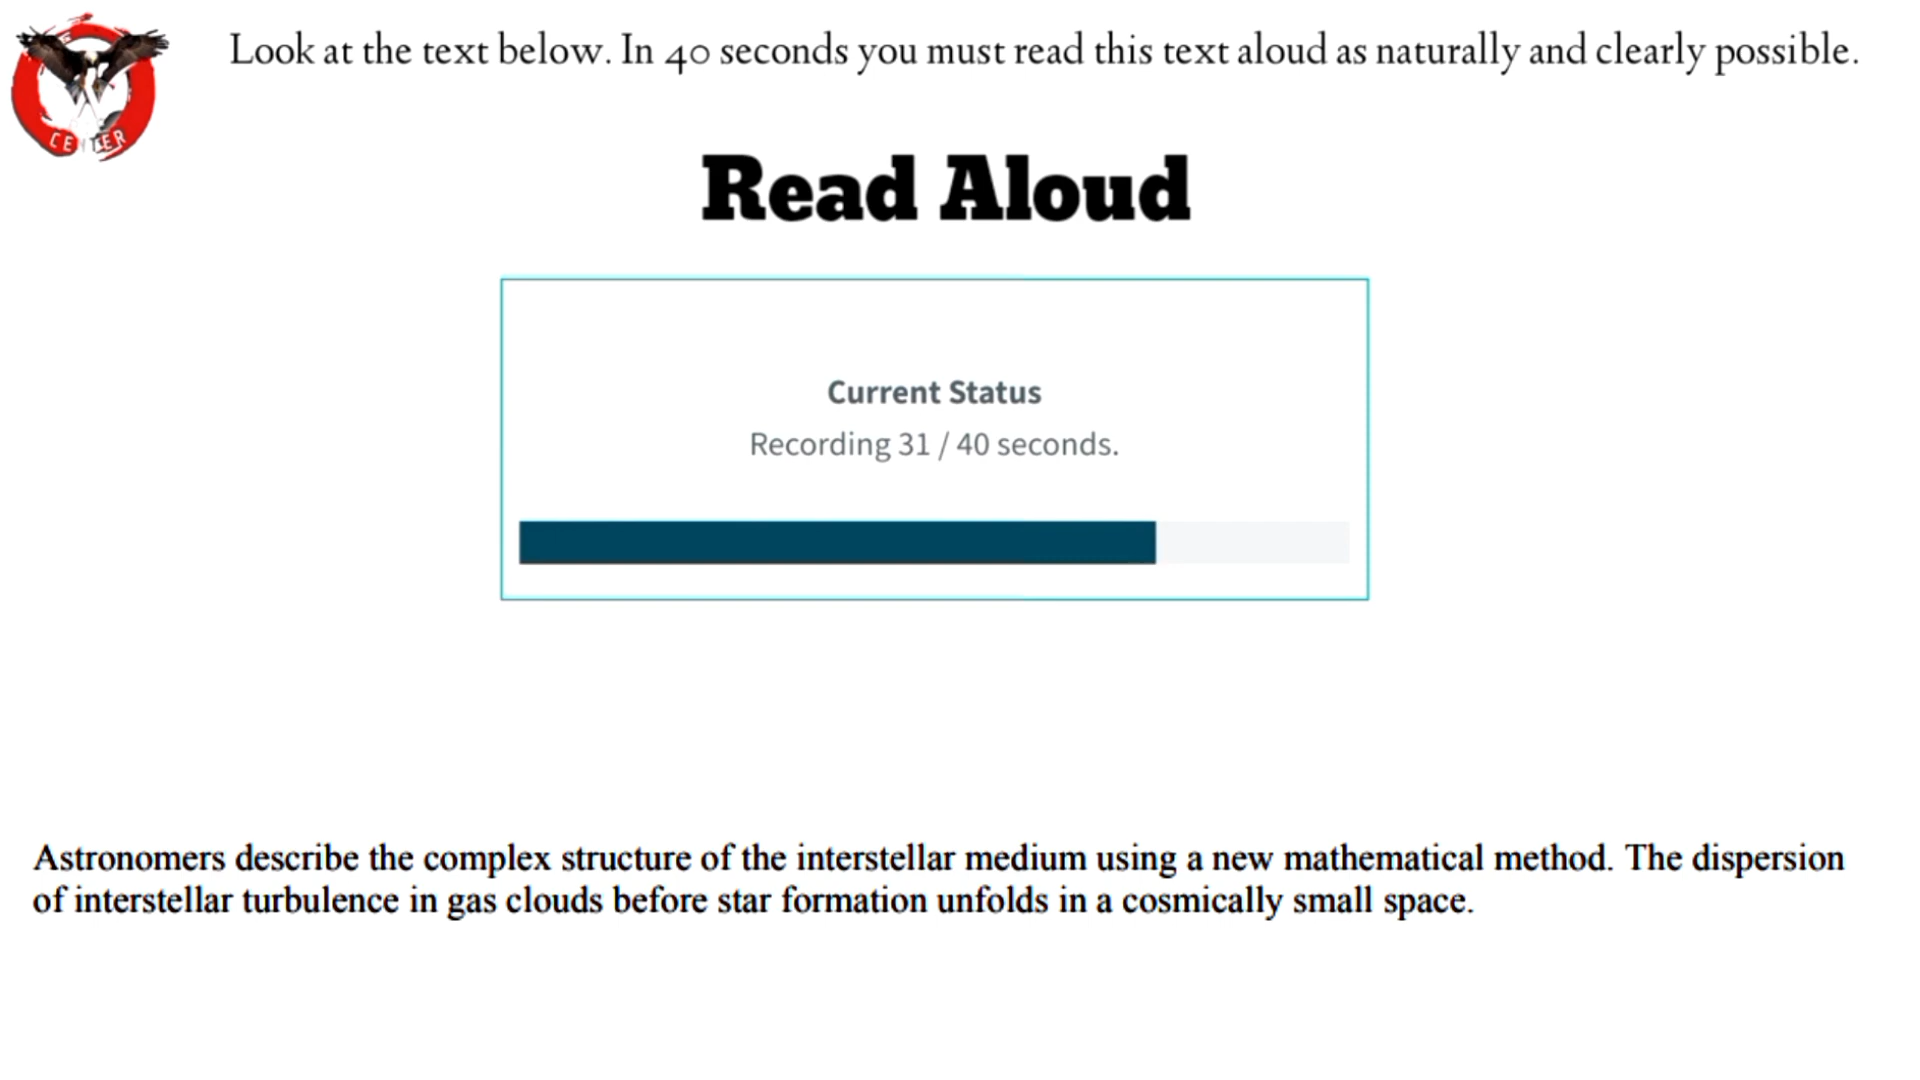 Look at the text below. In 40 seconds you must read this text aloud as naturally and clearly possible.
CENTER
Read Aloud
Current Status
Recording 31 / 40 seconds.
Astronomers describe the complex structure of the interstellar medium using a new mathematical method. The dispersion
of interstellar turbulence in gas clouds before star formation unfolds in a cosmically small space.